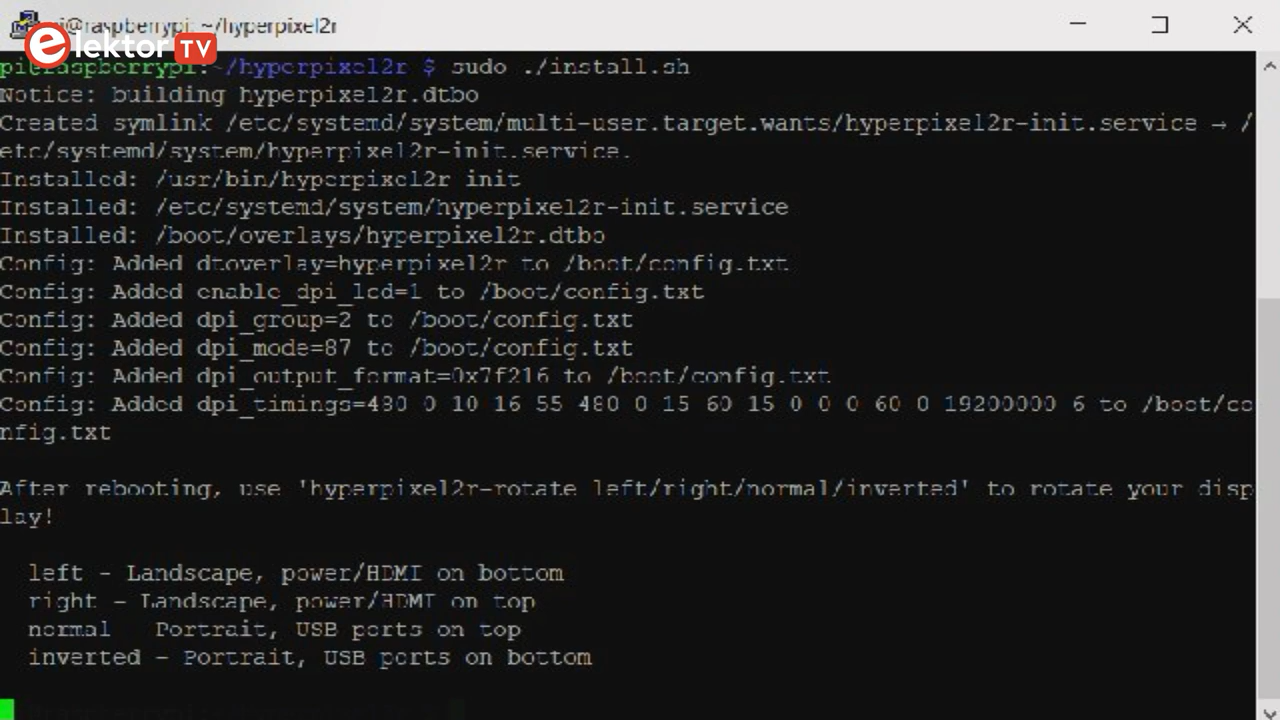 pi@raspberrypi: ~/hyperpixel2r
elektor TV
pi@raspberrypi:~/hyperpixel2r $ sudo ./install.sh
Notice: building hyperpixel2r.dtbo
Created symlink /etc/systemd/system/multi-user.target.wants/hyperpixel2r-init.service → /
etc/systemd/system/hyperpixel2r-init.service.
Installed: /usr/bin/hyperpixel2r init
Installed: /etc/systemd/system/hyperpixel2r-init.service
Installed: /boot/overlays/hyperpixel2r.dtbo
Config: Added dtoverlay=hyperpixel2r to /boot/config.txt
Config: Added enable_dpi_lcd=1 to /boot/config.txt
Config: Added dpi_group=2 to /boot/config.txt
Config: Added dpi_mode=87 to /boot/config.txt
Config: Added dpi_output_format=0x7f216 to /boot/config.txt
Config: Added dpi_timings=480 0 10 16 55 480 0 15 60 15 0 0 0 60 0 19200000 6 to /boot/co
nfig.txt
After rebooting, use 'hyperpixel2r-rotate left/right/normal/inverted' to rotate your disp
lay!
left - Landscape, power/HDMI on bottom
right - Landscape, power/HDMI on top
normal Portrait, USB ports on top
inverted - Portrait, USB ports on bottom